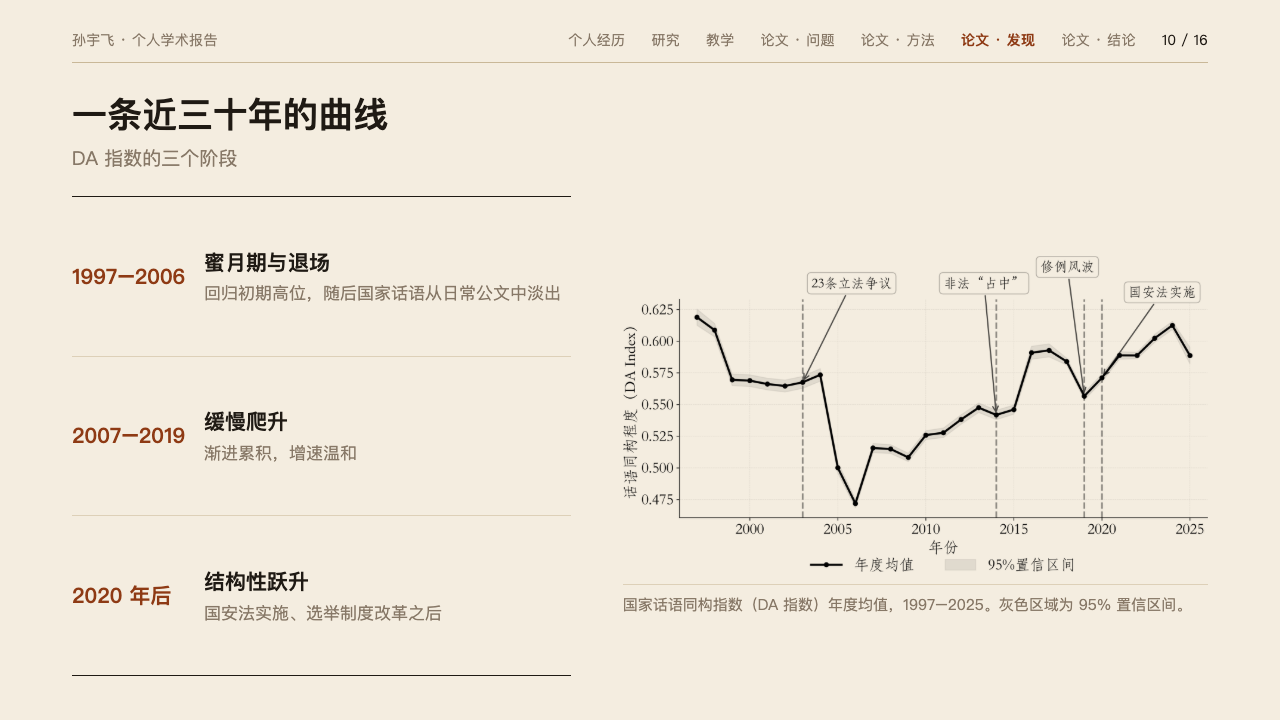 孙宇飞 · 个人学术报告
个人经历 研究 教学 论文 · 问题 论文 · 方法 论文 · 发现 论文 · 结论 10 / 16
一条近三十年的曲线
DA 指数的三个阶段
1997—2006
蜜月期与退场
回归初期高位，随后国家话语从日常公文中淡出
2007—2019
缓慢爬升
渐进累积，增速温和
2020 年后
结构性跃升
国安法实施、选举制度改革之后
23条立法争议
非法“占中”
修例风波
国安法实施
话语同构程度（DA Index）
0.625
0.600
0.575
0.550
0.525
0.500
0.475
2000 2005 2010 2015 2020 2025
年份
年度均值 95%置信区间
国家话语同构指数（DA 指数）年度均值，1997—2025。灰色区域为 95% 置信区间。